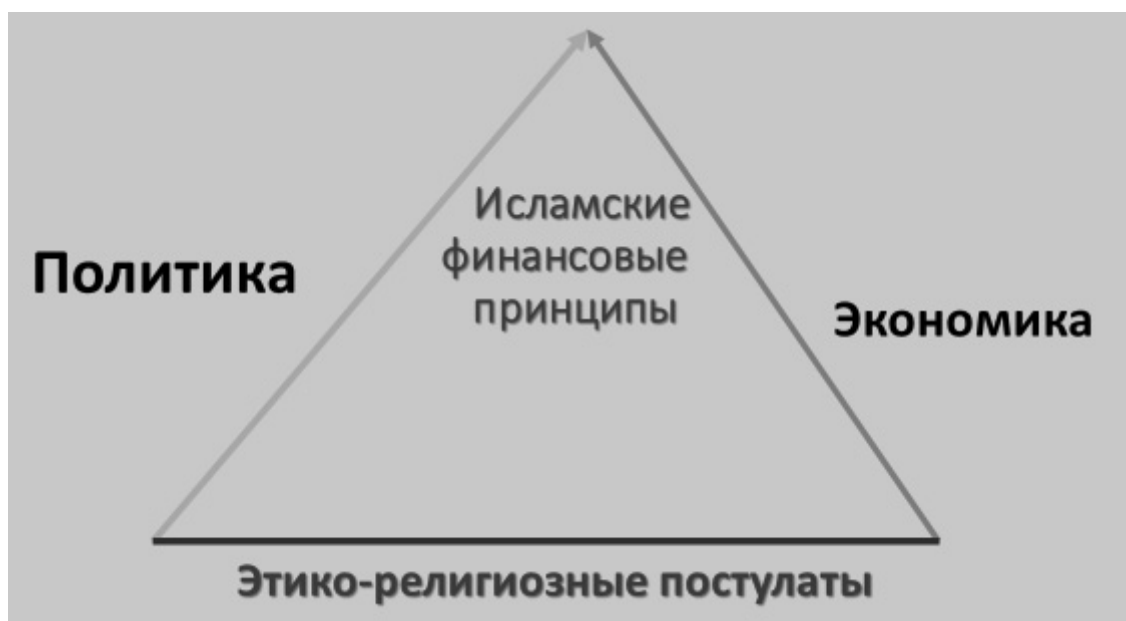 Исламские
финансовые
принципы
Политика
Экономика
Этико-религиозные постулаты